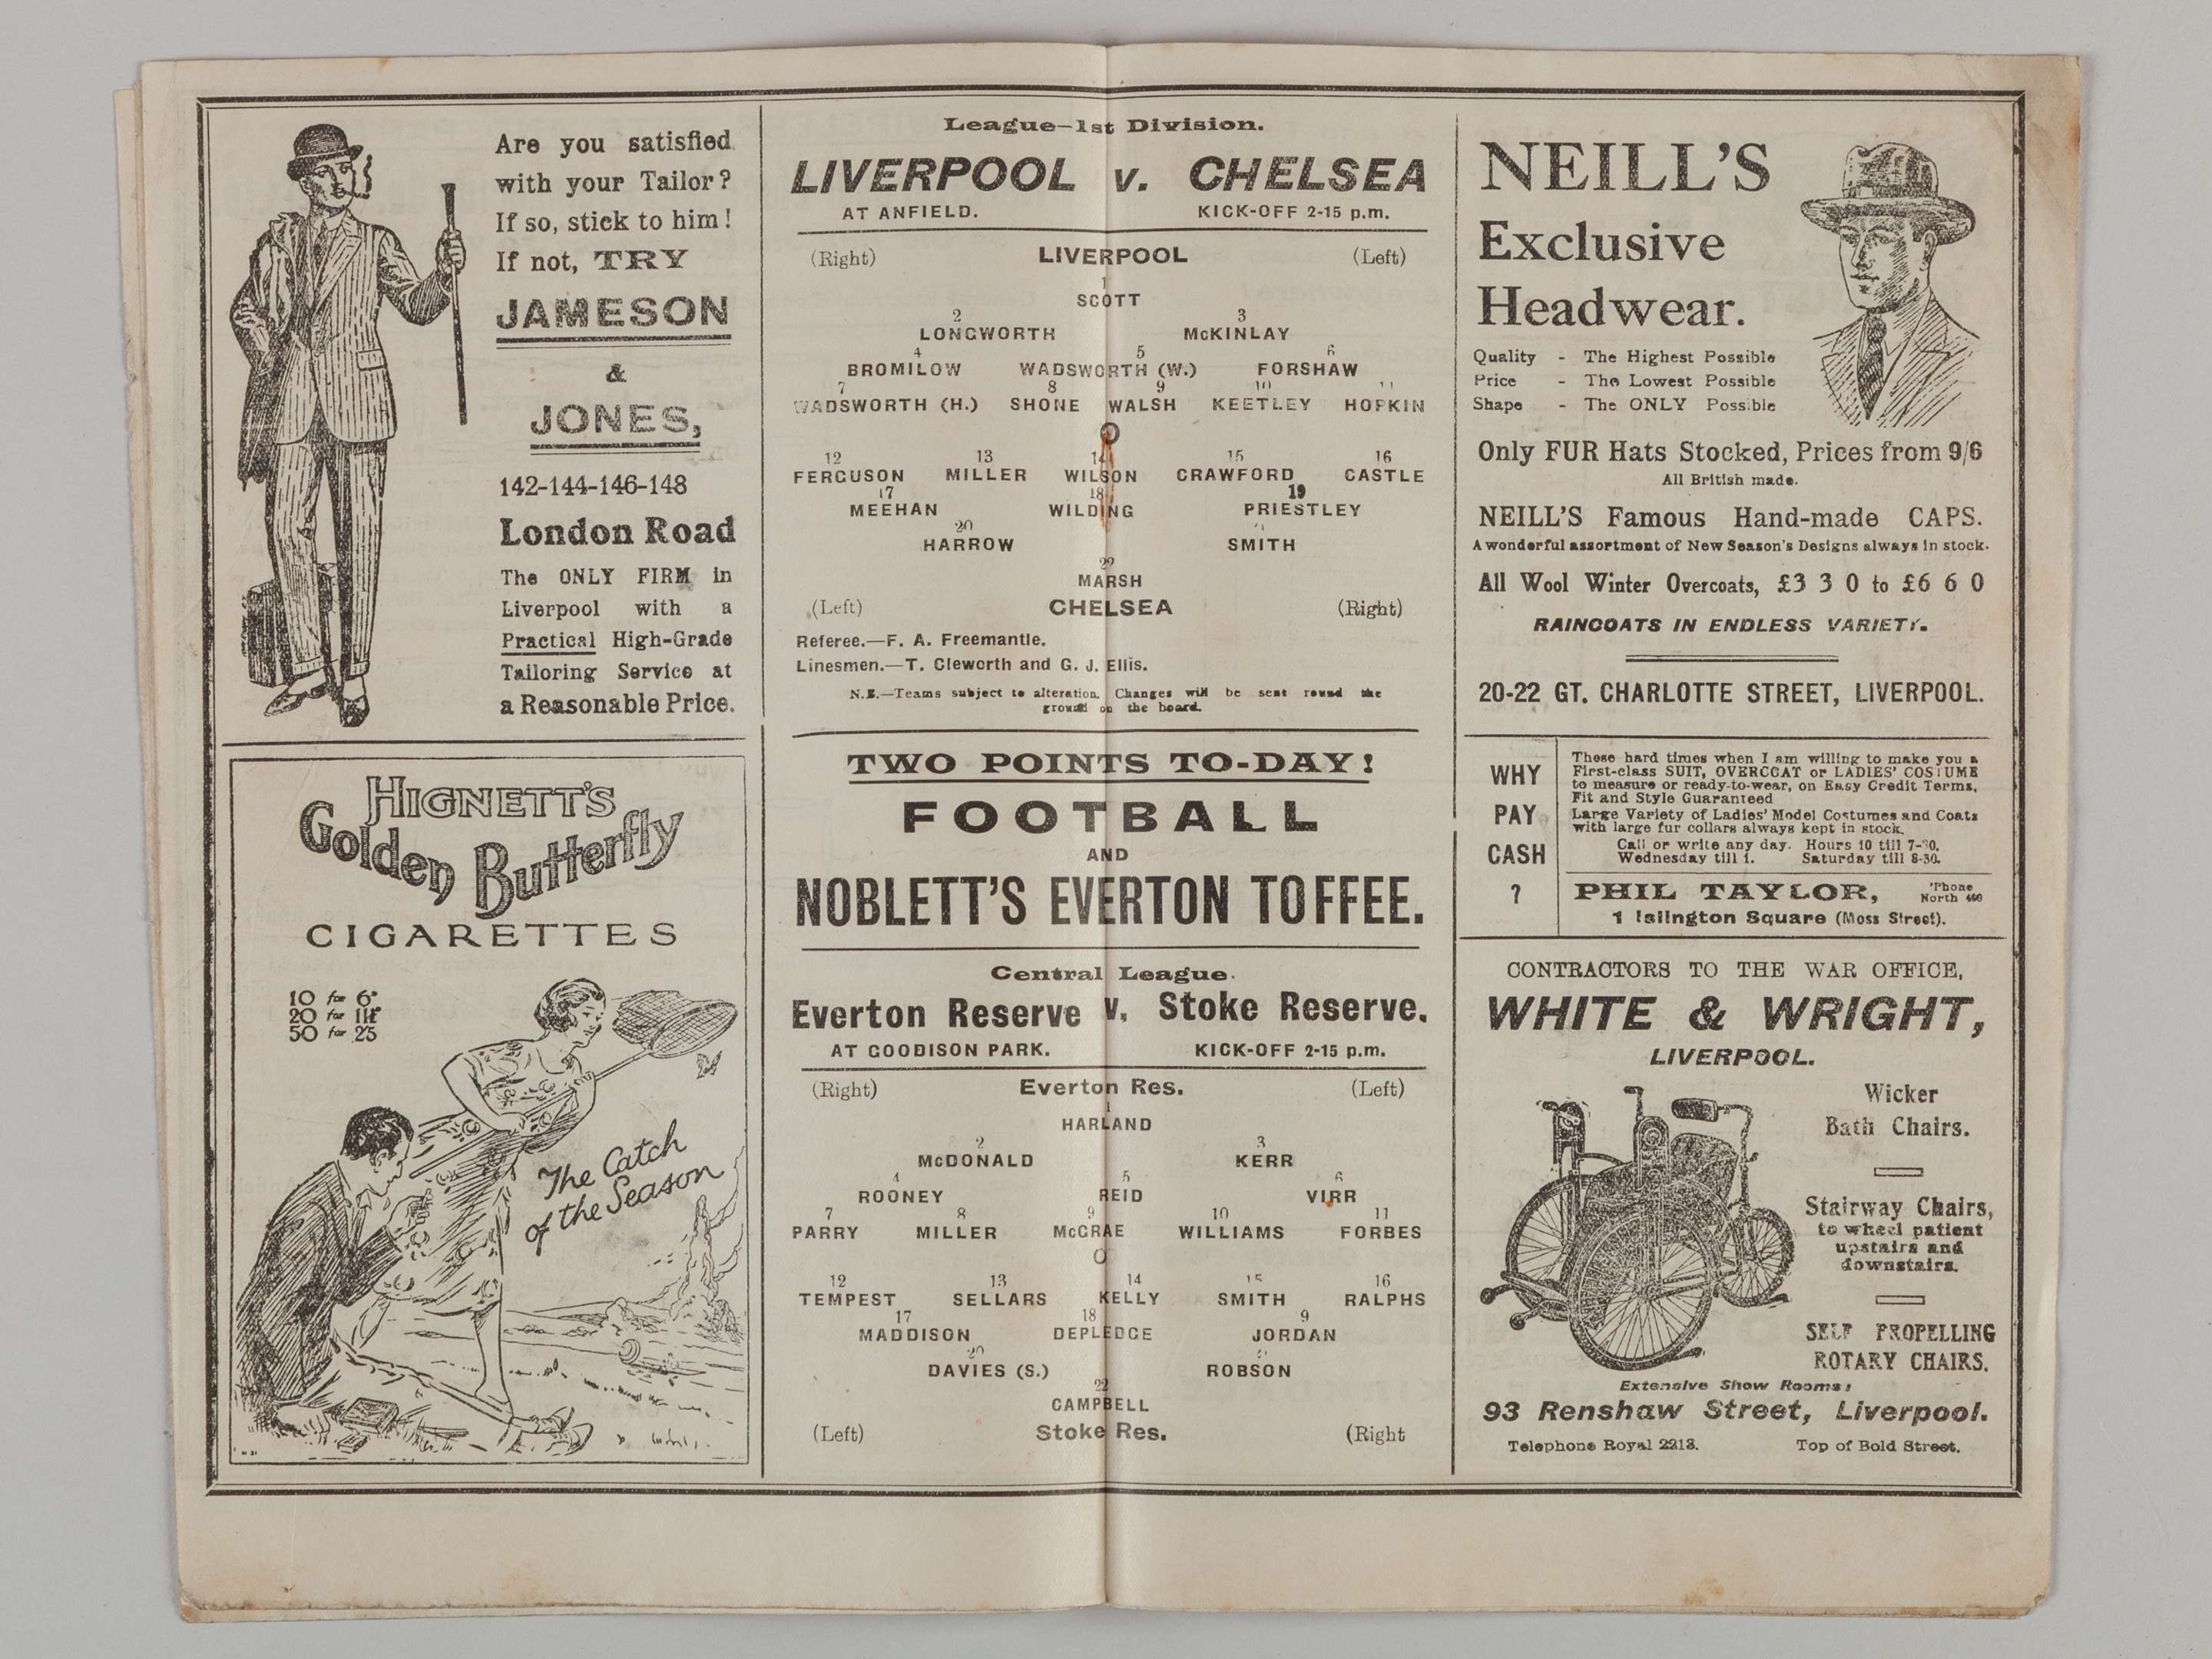 Are you satisfied
with your Tailor?
If so, stick to him!
If not, TRY
JAMESON
&
JONES,
142-144-146-148
London Road
The ONLY FIRM in
Liverpool with a
Practical High-Grade
Tailoring Service at
a Reasonable Price.
HIGNETT'S
Golden Butterfly
CIGARETTES
10 for 6d
20 for 11½d
50 for 2/5
The Catch
of the Season
League-1st Division.
LIVERPOOL v. CHELSEA
AT ANFIELD. KICK-OFF 2-15 p.m.
(Right) LIVERPOOL (Left)
1
SCOTT
2 3
LONGWORTH McKINLAY
4 5 6
BROMILOW WADSWORTH (W.) FORSHAW
7 8 9 10 11
WADSWORTH (H.) SHONE WALSH KEETLEY HOPKIN
O
12 13 14 15 16
FERGUSON MILLER WILSON CRAWFORD CASTLE
17 18 19
MEEHAN WILDING PRIESTLEY
20
HARROW SMITH
22
MARSH
(Left) CHELSEA (Right)
Referee.—F. A. Freemantle.
Linesmen.—T. Cleworth and G. J. Ellis.
N.B.—Teams subject to alteration. Changes will be sent round the
ground on the board.
TWO POINTS TO-DAY!
FOOTBALL
AND
NOBLETT'S EVERTON TOFFEE.
Central League.
Everton Reserve v. Stoke Reserve.
AT GOODISON PARK. KICK-OFF 2-15 p.m.
(Right) Everton Res. (Left)
1
HARLAND
2 3
McDONALD KERR
4 5 6
ROONEY REID VIRR
7 8 9 10 11
PARRY MILLER McCRAE WILLIAMS FORBES
O
12 13 14 15 16
TEMPEST SELLARS KELLY SMITH RALPHS
17 18 9
MADDISON DEPLEDGE JORDAN
20
DAVIES (S.) ROBSON
22
CAMPBELL
(Left) Stoke Res. (Right
NEILL'S
Exclusive
Headwear.
Quality - The Highest Possible
Price - The Lowest Possible
Shape - The ONLY Possible
Only FUR Hats Stocked, Prices from 9/6
All British made.
NEILL'S Famous Hand-made CAPS.
A wonderful assortment of New Season's Designs always in stock.
All Wool Winter Overcoats, £3 3 0 to £6 6 0
RAINCOATS IN ENDLESS VARIETY.
20-22 GT. CHARLOTTE STREET, LIVERPOOL.
WHY
PAY
CASH
?
These hard times when I am willing to make you a
First-class SUIT, OVERCOAT or LADIES' COSTUME
to measure or ready-to-wear, on Easy Credit Terms.
Fit and Style Guaranteed
Large Variety of Ladies' Model Costumes and Coats
with large fur collars always kept in stock.
Call or write any day. Hours 10 till 7-30.
Wednesday till 1. Saturday till 8-30.
PHIL TAYLOR, 'Phone
North
1 Islington Square (Moss Street).
CONTRACTORS TO THE WAR OFFICE,
WHITE & WRIGHT,
LIVERPOOL.
Wicker
Bath Chairs.
Stairway Chairs,
to wheel patient
upstairs and
downstairs.
SELF PROPELLING
ROTARY CHAIRS.
Extensive Show Rooms:
93 Renshaw Street, Liverpool.
Telephone Royal 2213. Top of Bold Street.